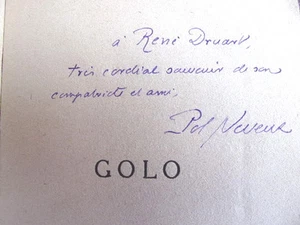 à René Druart,
très cordial souvenir de son
compatriote et ami,
Pol Neveux
GOLO